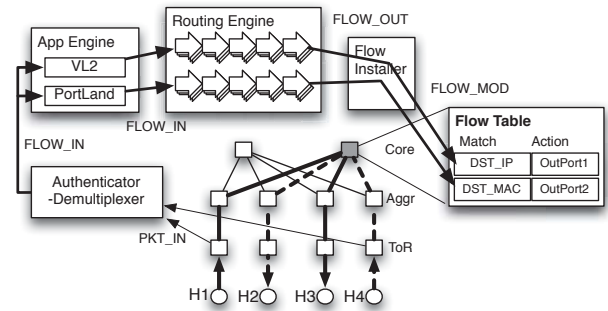 Routing Engine
FLOW_OUT
App Engine
VL2
PortLand
Flow
Installer
FLOW_MOD
FLOW_IN
FLOW_IN
Flow Table
Match Action
DST_IP OutPort1
DST_MAC OutPort2
Core
Authenticator
-Demultiplexer
Aggr
PKT_IN
ToR
H1 H2 H3 H4